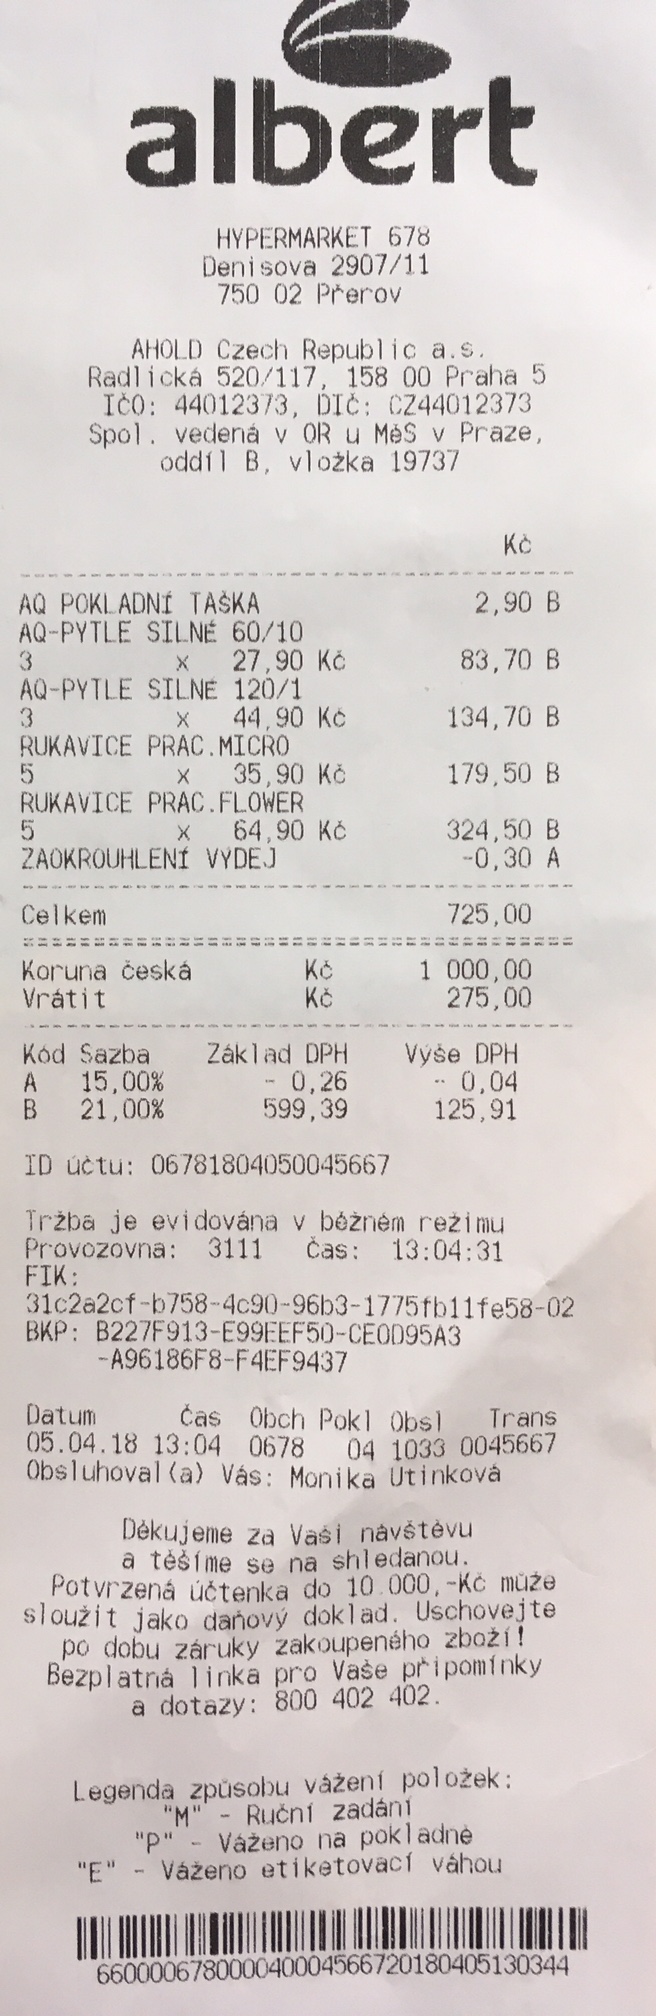 albert
HYPERMARKET 678
Denisova 2907/11
750 02 Přerov
AHOLD Czech Republic a.s.
Radlická 520/117, 158 00 Praha 5
IČO: 44012373, DIČ: CZ44012373
Spol. vedená v OR u MěS v Praze,
oddíl B, vložka 19737
Kč
AQ POKLADNÍ TAŠKA 2,90 B
AQ-PYTLE SILNÉ 60/10
3 x 27,90 Kč 83,70 B
AQ-PYTLE SILNÉ 120/1
3 x 44,90 Kč 134,70 B
RUKAVICE PRAC.MICRO
5 x 35,90 Kč 179,50 B
RUKAVICE PRAC.FLOWER
5 x 64,90 Kč 324,50 B
ZAOKROUHLENÍ VÝDEJ -0,30 A
Celkem 725,00
Koruna česká Kč 1 000,00
Vrátit Kč 275,00
Kód Sazba Základ DPH Výše DPH
A 15,00% - 0,26 - 0,04
B 21,00% 599,39 125,91
ID účtu: 06781804050045667
Tržba je evidována v běžném režimu
Provozovna: 3111 Čas: 13:04:31
FIK:
31c2a2cf-b758-4c90-96b3-1775fb11fe58-02
BKP: B227F913-E99EEF50-CE0D95A3
-A96186F8-F4EF9437
Datum Čas Obch Pokl Obsl Trans
05.04.18 13:04 0678 04 1033 0045667
Obsluhoval(a) Vás: Monika Utinková
Děkujeme za Vaši návštěvu
a těšíme se na shledanou.
Potvrzená účtenka do 10.000,-Kč může
sloužit jako daňový doklad. Uschovejte
po dobu záruky zakoupeného zboží!
Bezplatná linka pro Vaše připomínky
a dotazy: 800 402 402.
Legenda způsobu vážení položek:
"M" - Ruční zadání
"P" - Váženo na pokladně
"E" - Váženo etiketovací váhou
660000678000040004566720180405130344